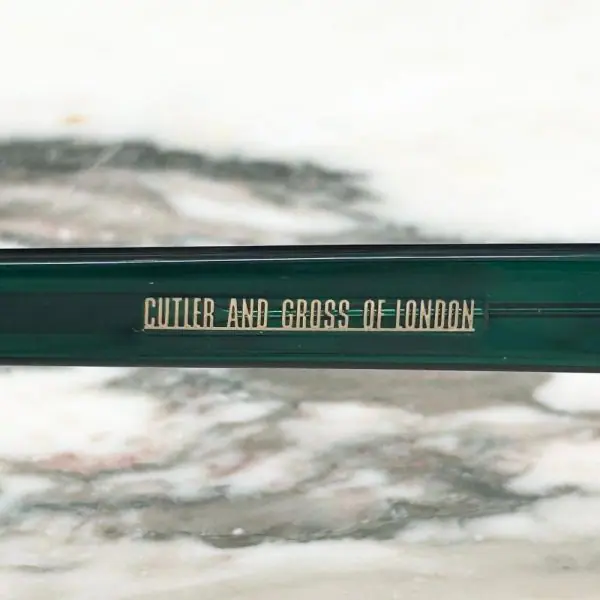 CUTLER AND GROSS OF LONDON